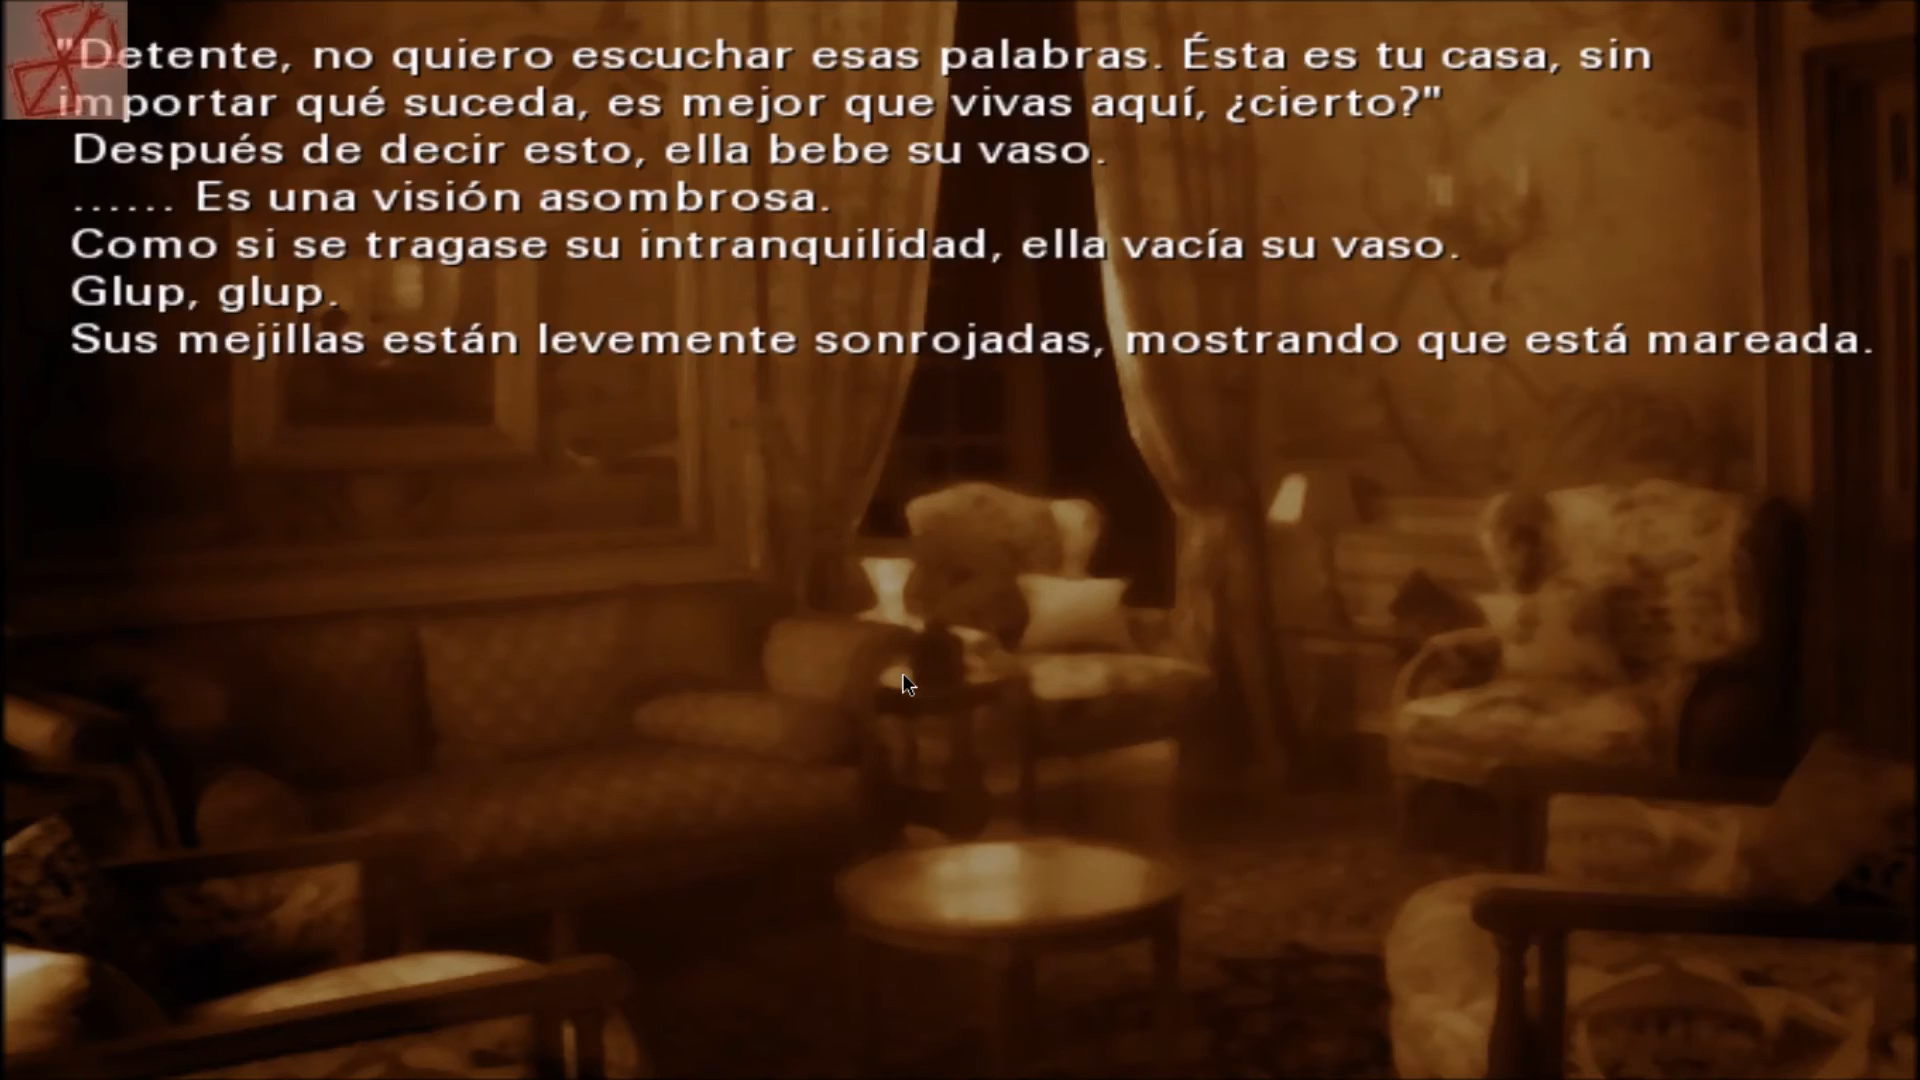 "Detente, no quiero escuchar esas palabras. Ésta es tu casa, sin
importar qué suceda, es mejor que vivas aquí, ¿cierto?"
Después de decir esto, ella bebe su vaso.
...... Es una visión asombrosa.
Como si se tragase su intranquilidad, ella vacía su vaso.
Glup, glup.
Sus mejillas están levemente sonrojadas, mostrando que está mareada.